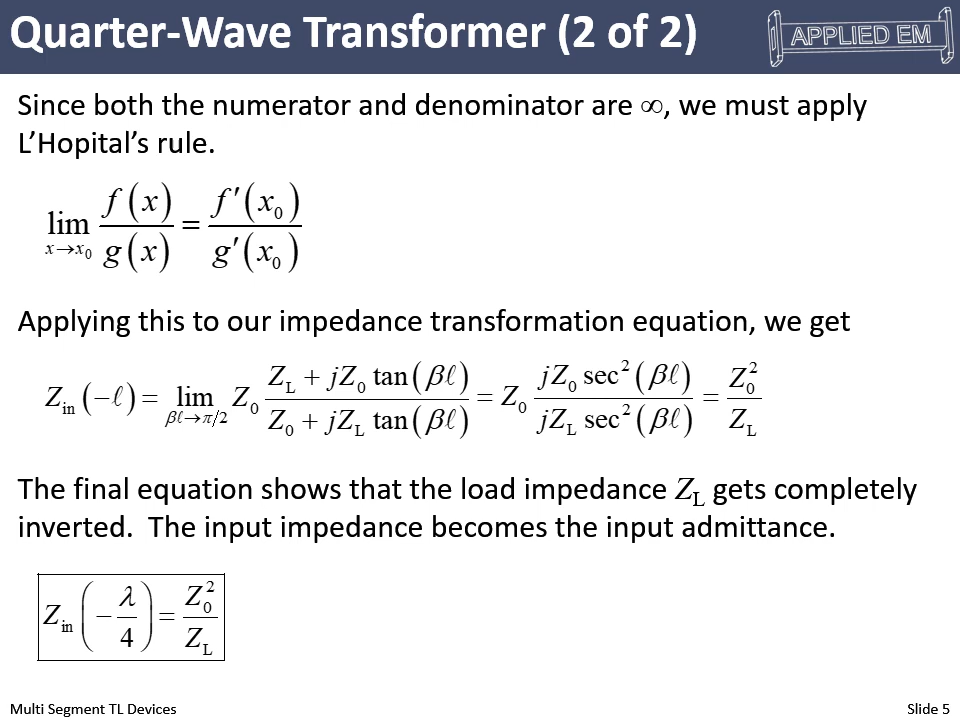 Quarter-Wave Transformer (2 of 2)
APPLIED EM
Since both the numerator and denominator are ∞, we must apply
L’Hopital’s rule.
lim_{x→x₀} f(x)/g(x) = f′(x₀)/g′(x₀)
Applying this to our impedance transformation equation, we get
Z_in(−ℓ) = lim_{βℓ→π/2} Z₀ (Z_L + jZ₀ tan(βℓ))/(Z₀ + jZ_L tan(βℓ)) = Z₀ (jZ₀ sec²(βℓ))/(jZ_L sec²(βℓ)) = Z₀²/Z_L
The final equation shows that the load impedance Z_L gets completely
inverted.  The input impedance becomes the input admittance.
Z_in(−λ/4) = Z₀²/Z_L
Multi Segment TL Devices
Slide 5